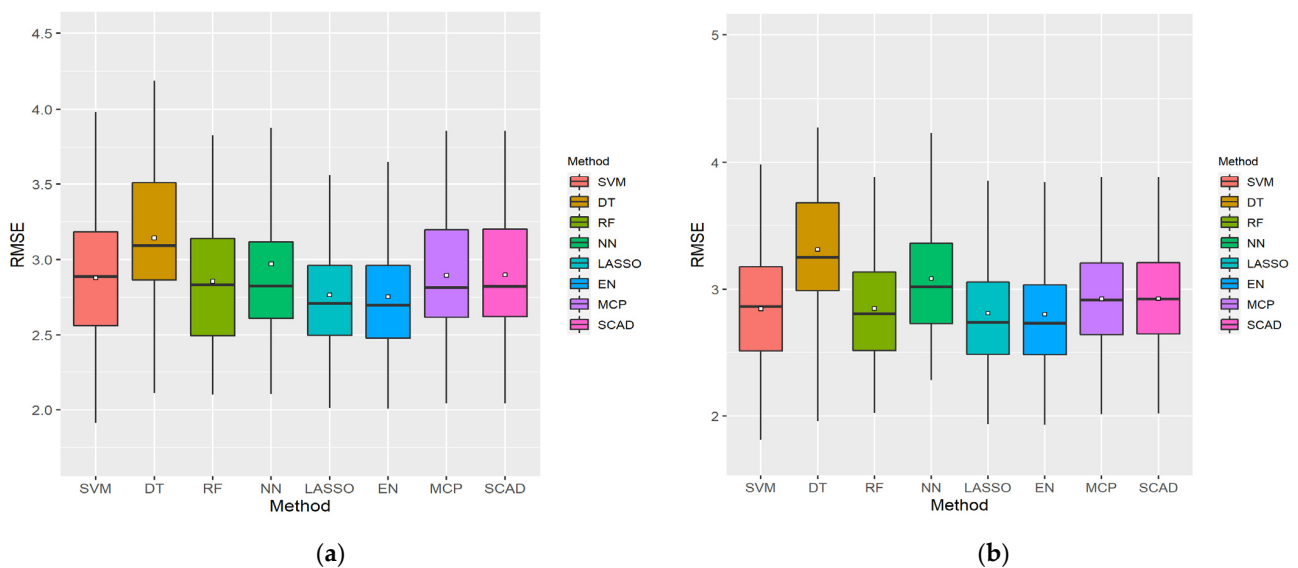 4.5
4.0
3.5
3.0
2.5
2.0
RMSE
SVM DT RF NN LASSO EN MCP SCAD
Method
Method
SVM
DT
RF
NN
LASSO
EN
MCP
SCAD
(a)
5
4
3
2
RMSE
SVM DT RF NN LASSO EN MCP SCAD
Method
Method
SVM
DT
RF
NN
LASSO
EN
MCP
SCAD
(b)